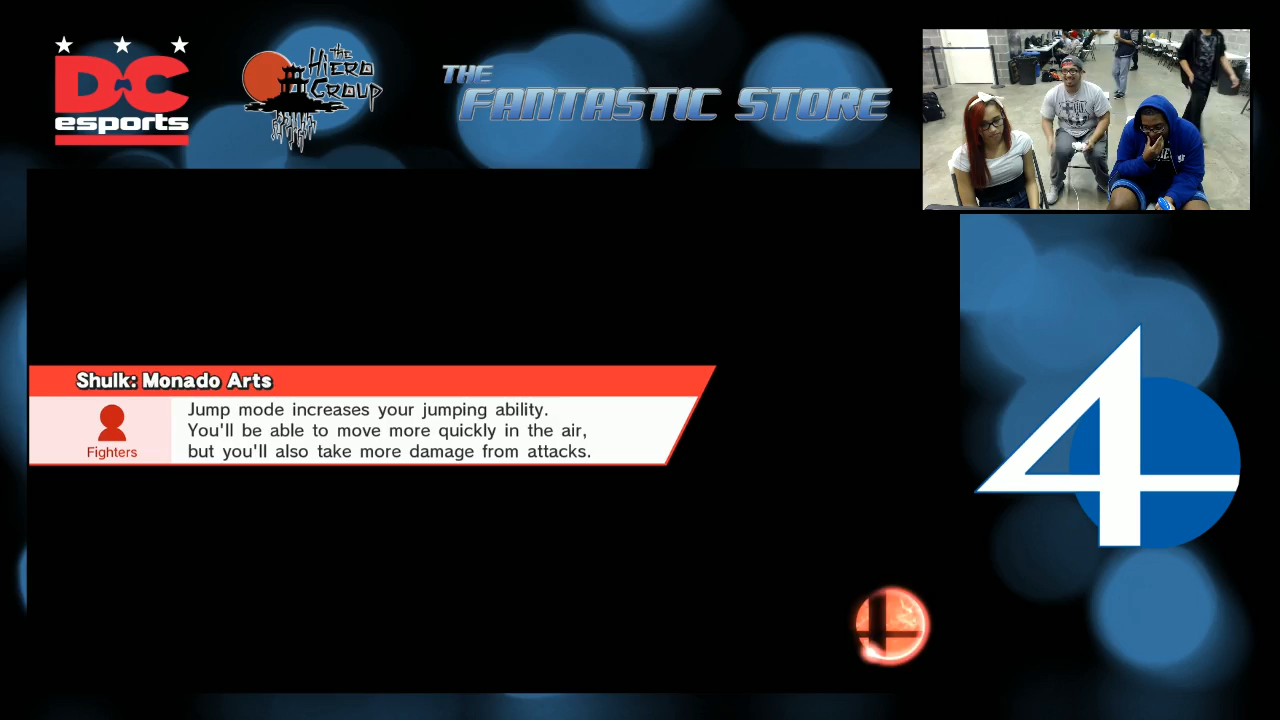 DC
esports
the
Hiero
Group
THE
FANTASTIC STORE
Shulk: Monado Arts
Fighters
Jump mode increases your jumping ability.
You'll be able to move more quickly in the air,
but you'll also take more damage from attacks.
4